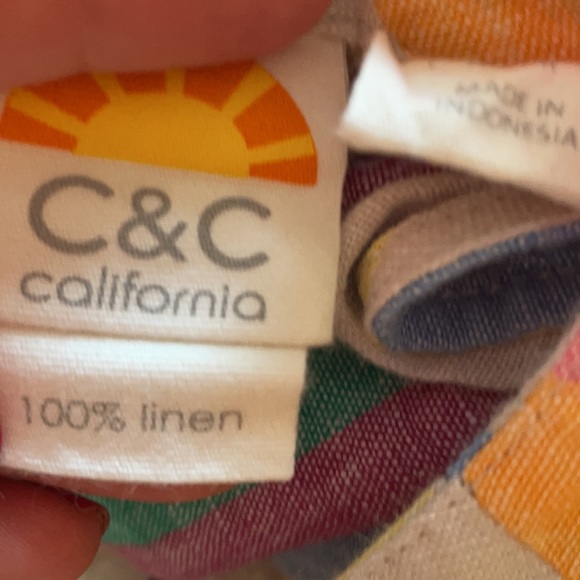 C&C
california
100% linen
MADE IN
INDONESIA